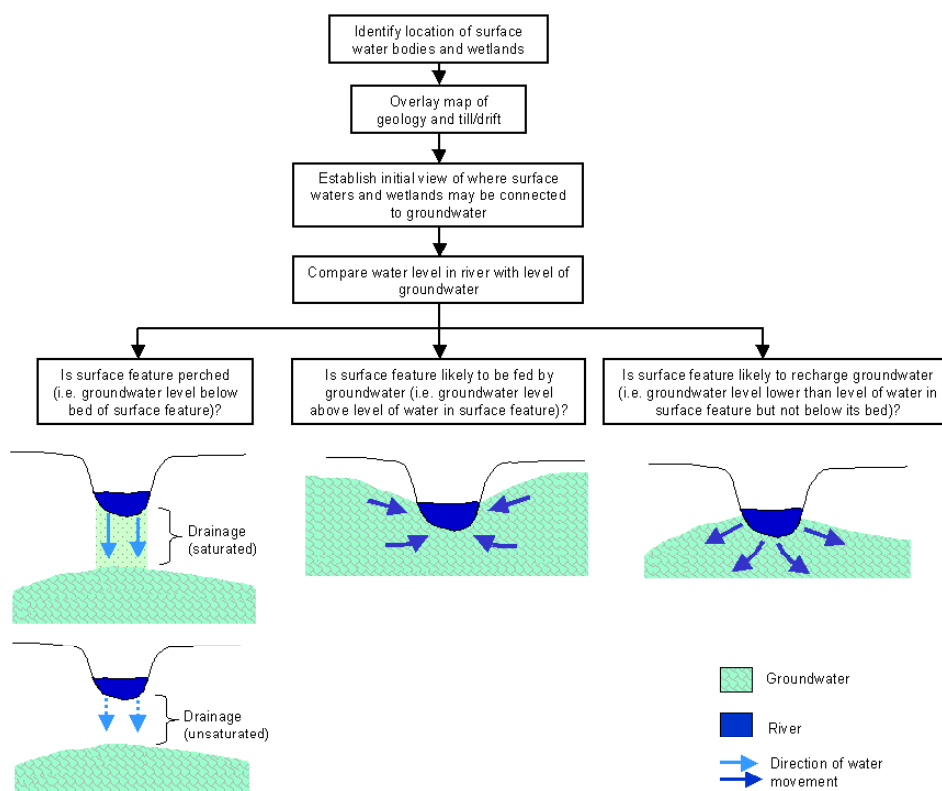 Identify location of surface
water bodies and wetlands
Overlay map of
geology and till/drift
Establish initial view of where surface
waters and wetlands may be connected
to groundwater
Compare water level in river with level of
groundwater
Is surface feature perched
(i.e. groundwater level below
bed of surface feature)?
Is surface feature likely to be fed by
groundwater (i.e. groundwater level
above level of water in surface feature)?
Is surface feature likely to recharge groundwater
(i.e. groundwater level lower than level of water in
surface feature but not below its bed)?
Drainage
(saturated)
Drainage
(unsaturated)
Groundwater
River
Direction of water
movement